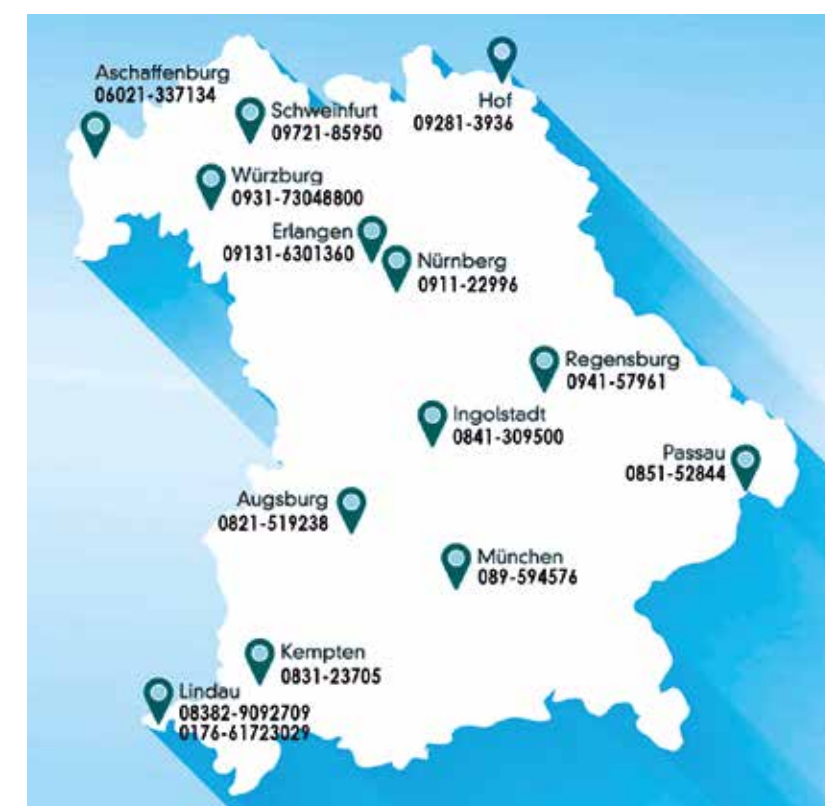 Aschaffenburg
06021-337134
Hof
09281-3936
Schweinfurt
09721-85950
Würzburg
0931-73048800
Erlangen
09131-6301360
Nürnberg
0911-22996
Regensburg
0941-57961
Ingolstadt
0841-309500
Passau
0851-52844
Augsburg
0821-519238
München
089-594576
Kempten
0831-23705
Lindau
08382-9092709
0176-61723029